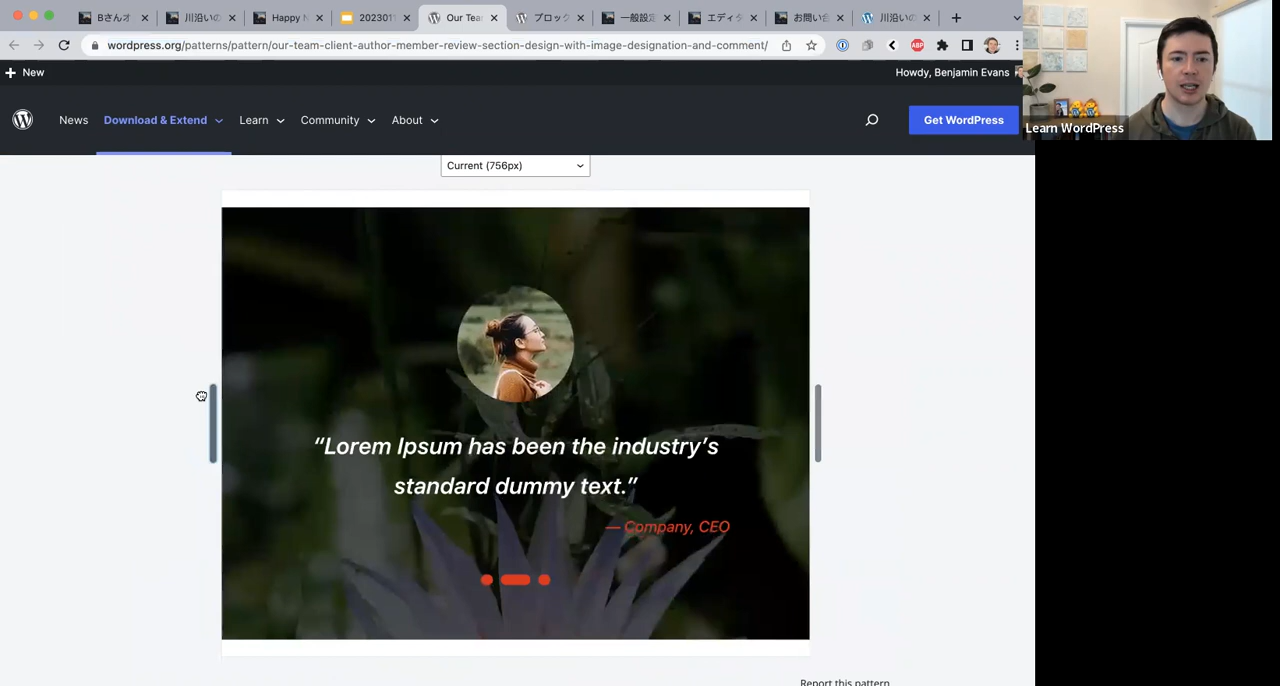 Bさんオ
川沿いの
Happy N
2023011
Our Tea
ブロック
一般設定
エディタ
お問い合
川沿いの
wordpress.org/patterns/pattern/our-team-client-author-member-review-section-design-with-image-designation-and-comment/
ABP
New
Howdy, Benjamin Evans
News
Download & Extend
Learn
Community
About
Get WordPress
Learn WordPress
Current (756px)
“Lorem Ipsum has been the industry’s
standard dummy text.”
— Company, CEO
Report this pattern